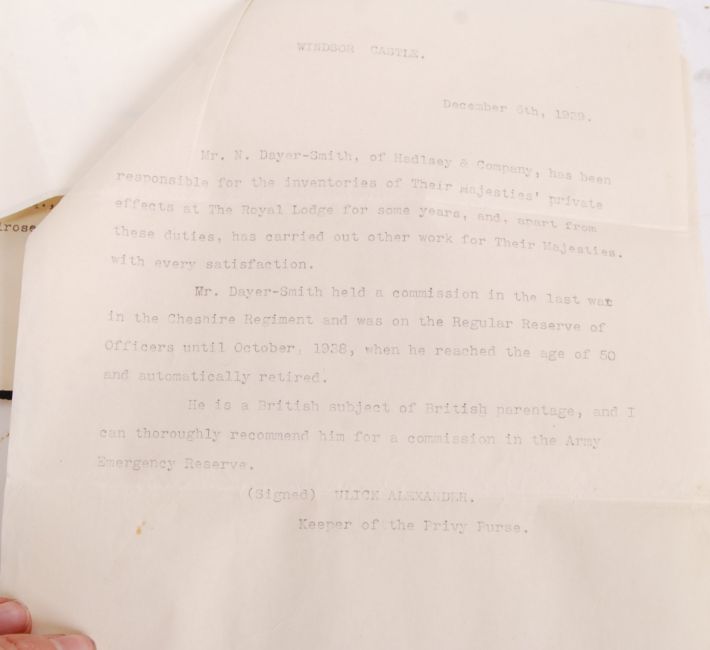 WINDSOR CASTLE.
December 6th, 1939.
Mr. N. Dayer-Smith, of Hedlsey & Company, has been
responsible for the inventories of Their Majesties' private
effects at The Royal Lodge for some years, and, apart from
these duties, has carried out other work for Their Majesties.
with every satisfaction.
Mr. Dayer-Smith held a commission in the last war
in the Cheshire Regiment and was on the Regular Reserve of
Officers until October, 1938, when he reached the age of 50
and automatically retired.
He is a British subject of British parentage, and I
can thoroughly recommend him for a commission in the Army
Emergency Reserve.
(Signed) ULICK ALEXANDER.
Keeper of the Privy Purse.